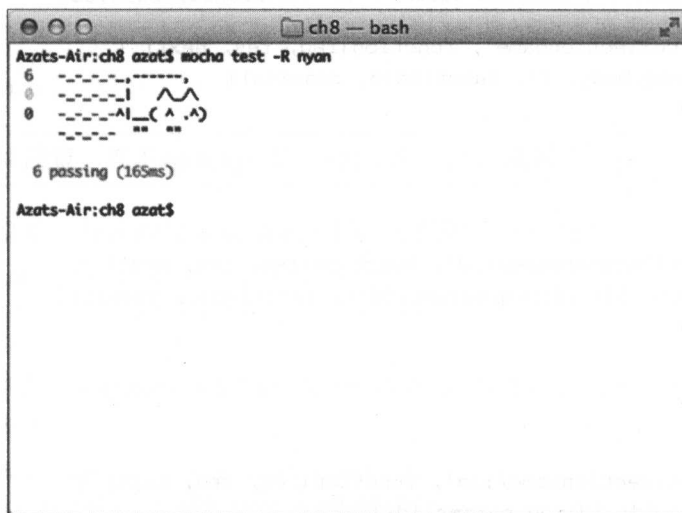 ch8 — bash
Azats-Air:ch8 azat$ mocha test -R nyan
6   -_-_-_-_,------,
0   -_-_-_-_|   /\_/\
0   -_-_-_-^|__( ^ .^)
    -_-_-_-  ""  ""
6 passing (165ms)
Azats-Air:ch8 azat$